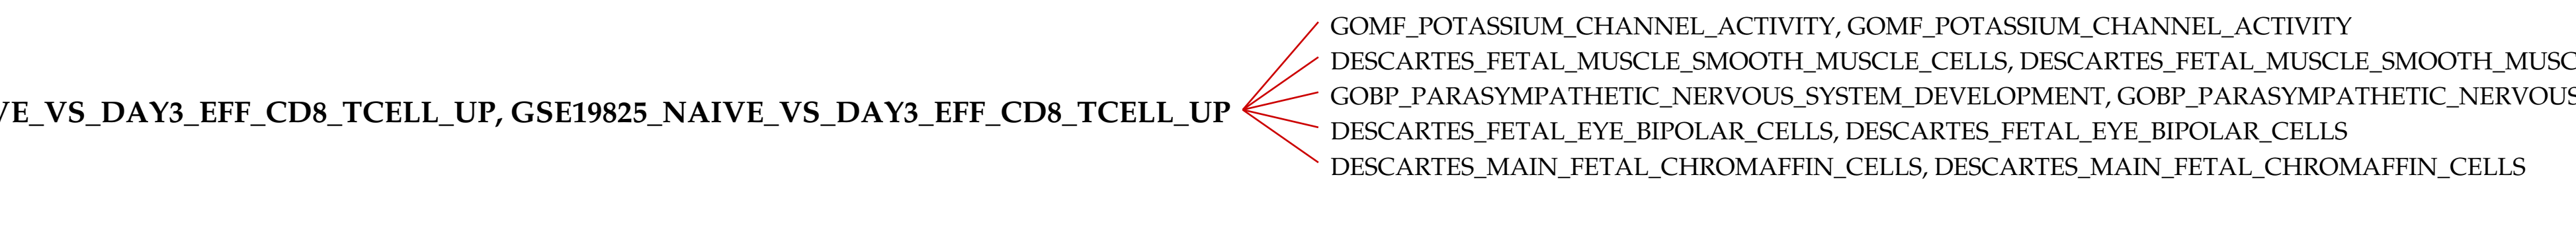 GOMF_POTASSIUM_CHANNEL_ACTIVITY, GOMF_POTASSIUM_CHANNEL_ACTIVITY
DESCARTES_FETAL_MUSCLE_SMOOTH_MUSCLE_CELLS, DESCARTES_FETAL_MUSCLE_SMOOTH_MUSC
GOBP_PARASYMPATHETIC_NERVOUS_SYSTEM_DEVELOPMENT, GOBP_PARASYMPATHETIC_NERVOUS
VE_VS_DAY3_EFF_CD8_TCELL_UP, GSE19825_NAIVE_VS_DAY3_EFF_CD8_TCELL_UP
DESCARTES_FETAL_EYE_BIPOLAR_CELLS, DESCARTES_FETAL_EYE_BIPOLAR_CELLS
DESCARTES_MAIN_FETAL_CHROMAFFIN_CELLS, DESCARTES_MAIN_FETAL_CHROMAFFIN_CELLS